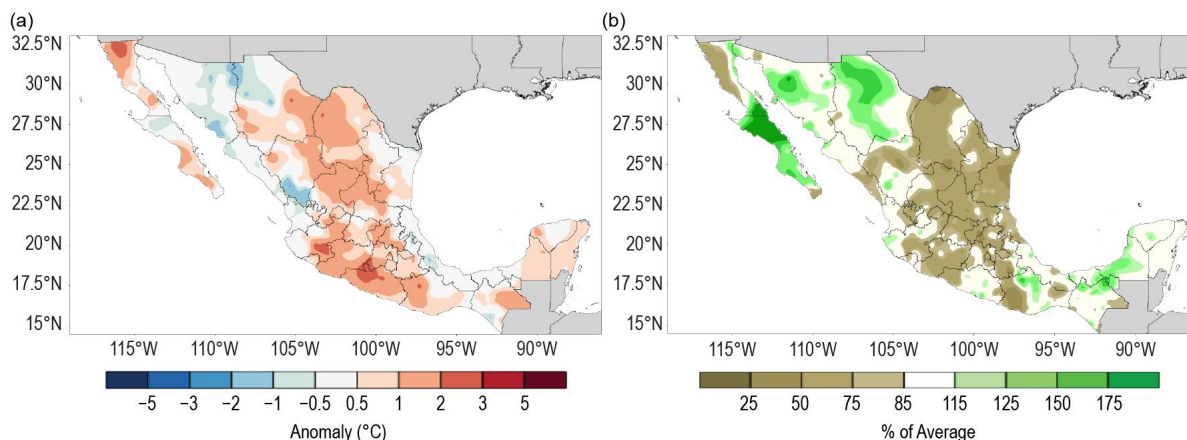 (a)
32.5°N
30°N
27.5°N
25°N
22.5°N
20°N
17.5°N
15°N
115°W 110°W 105°W 100°W 95°W 90°W
−5 −3 −2 −1 −0.5 0.5 1 2 3 5
Anomaly (°C)
(b)
32.5°N
30°N
27.5°N
25°N
22.5°N
20°N
17.5°N
15°N
115°W 110°W 105°W 100°W 95°W 90°W
25 50 75 85 115 125 150 175
% of Average